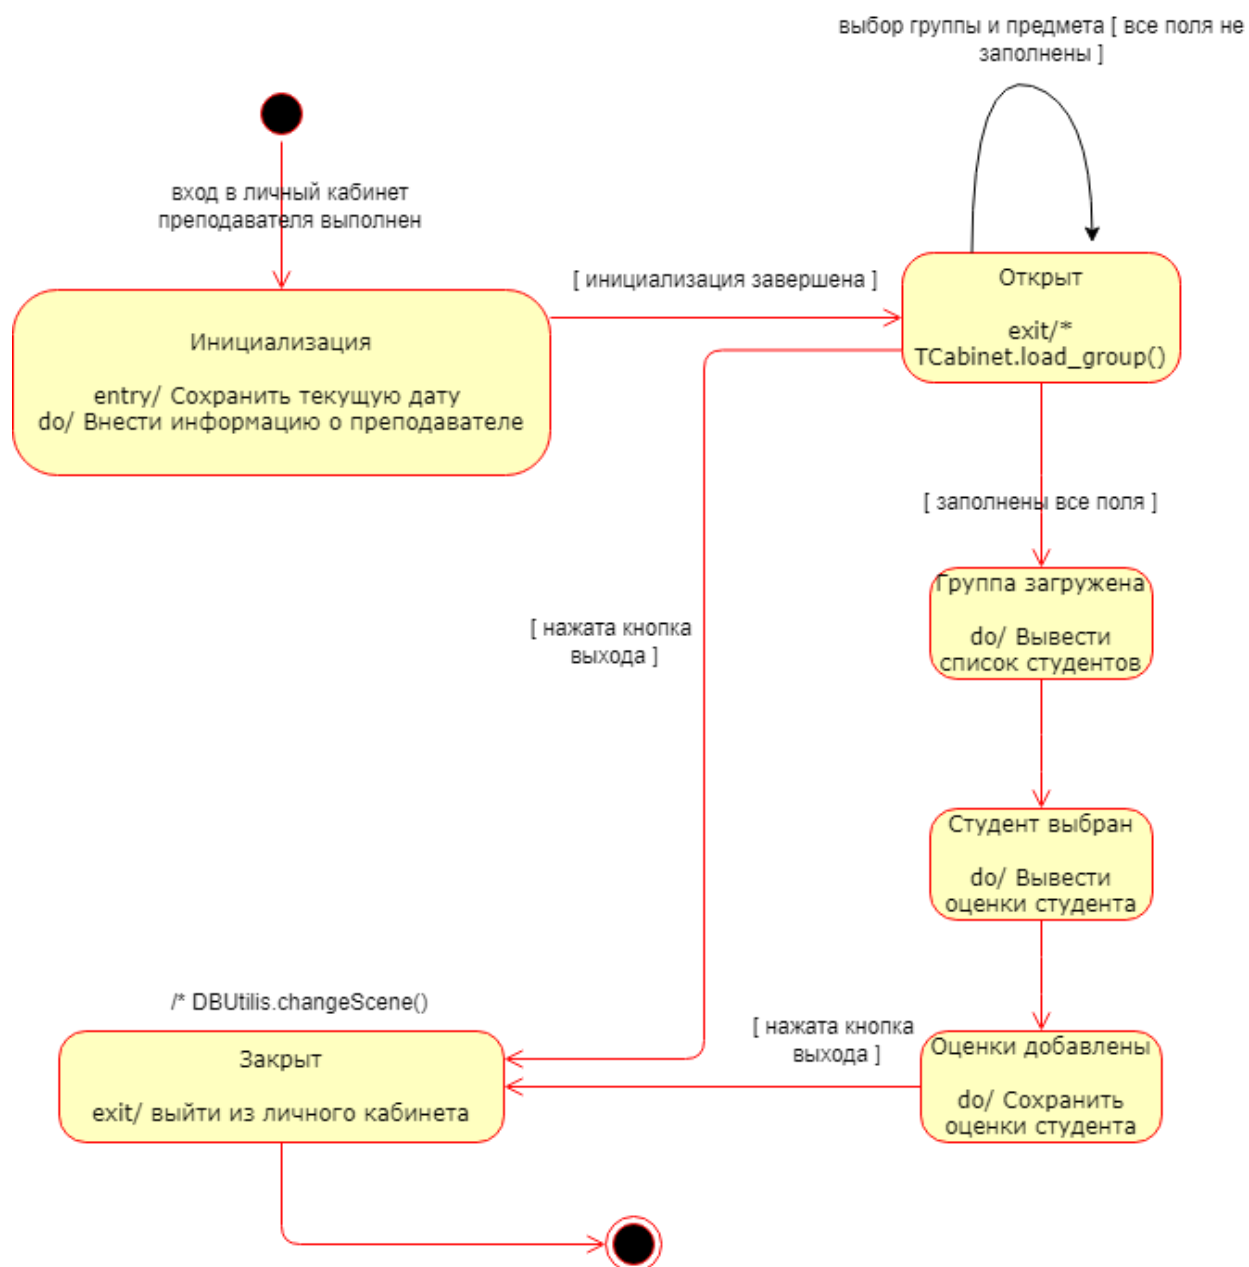 выбор группы и предмета [ все поля не
заполнены ]
вход в личный кабинет
преподавателя выполнен
[ инициализация завершена ]
Открыт
exit/*
TCabinet.load_group()
Инициализация
entry/ Сохранить текущую дату
do/ Внести информацию о преподавателе
[ заполнены все поля ]
Группа загружена
do/ Вывести
список студентов
[ нажата кнопка
выхода ]
Студент выбран
do/ Вывести
оценки студента
/* DBUtilis.changeScene()
Закрыт
exit/ выйти из личного кабинета
[ нажата кнопка
выхода ]
Оценки добавлены
do/ Сохранить
оценки студента